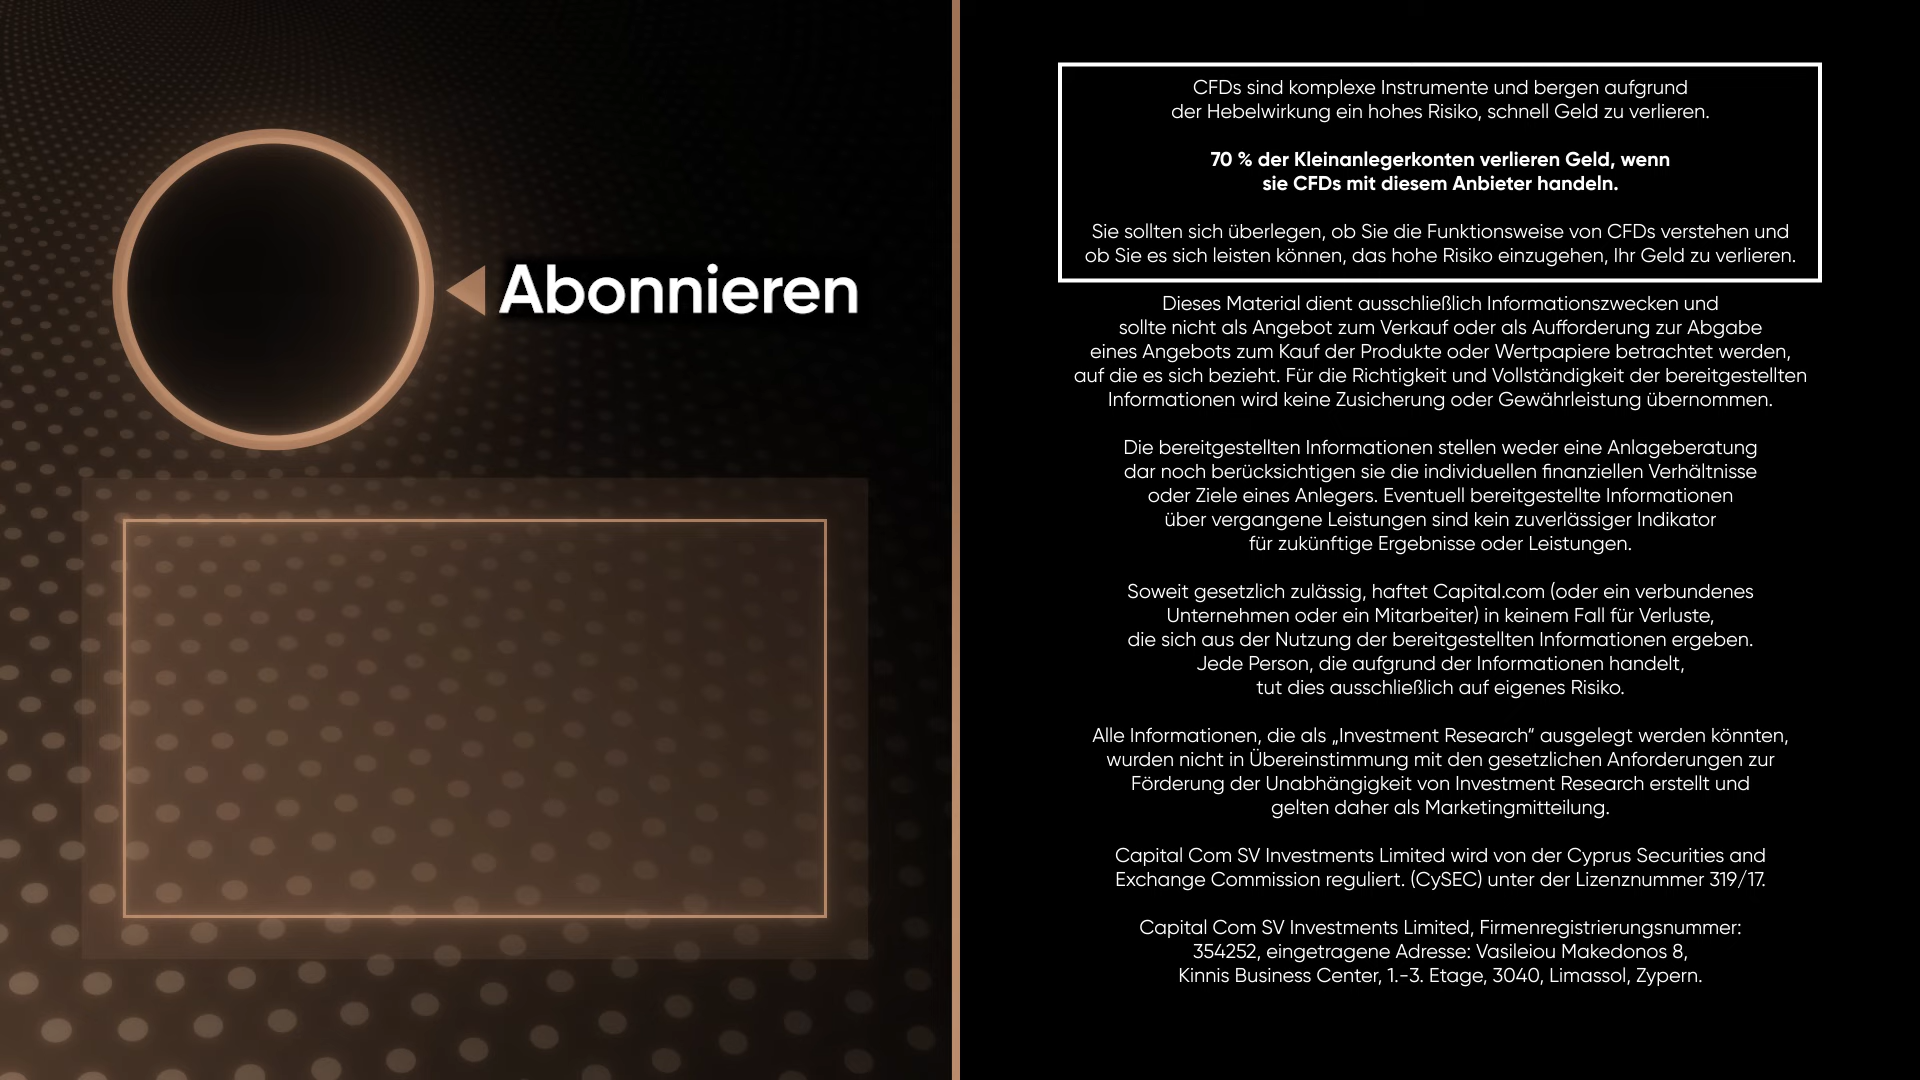 Abonnieren
CFDs sind komplexe Instrumente und bergen aufgrund
der Hebelwirkung ein hohes Risiko, schnell Geld zu verlieren.
70 % der Kleinanlegerkonten verlieren Geld, wenn
sie CFDs mit diesem Anbieter handeln.
Sie sollten sich überlegen, ob Sie die Funktionsweise von CFDs verstehen und
ob Sie es sich leisten können, das hohe Risiko einzugehen, Ihr Geld zu verlieren.
Dieses Material dient ausschließlich Informationszwecken und
sollte nicht als Angebot zum Verkauf oder als Aufforderung zur Abgabe
eines Angebots zum Kauf der Produkte oder Wertpapiere betrachtet werden,
auf die es sich bezieht. Für die Richtigkeit und Vollständigkeit der bereitgestellten
Informationen wird keine Zusicherung oder Gewährleistung übernommen.
Die bereitgestellten Informationen stellen weder eine Anlageberatung
dar noch berücksichtigen sie die individuellen finanziellen Verhältnisse
oder Ziele eines Anlegers. Eventuell bereitgestellte Informationen
über vergangene Leistungen sind kein zuverlässiger Indikator
für zukünftige Ergebnisse oder Leistungen.
Soweit gesetzlich zulässig, haftet Capital.com (oder ein verbundenes
Unternehmen oder ein Mitarbeiter) in keinem Fall für Verluste,
die sich aus der Nutzung der bereitgestellten Informationen ergeben.
Jede Person, die aufgrund der Informationen handelt,
tut dies ausschließlich auf eigenes Risiko.
Alle Informationen, die als „Investment Research“ ausgelegt werden könnten,
wurden nicht in Übereinstimmung mit den gesetzlichen Anforderungen zur
Förderung der Unabhängigkeit von Investment Research erstellt und
gelten daher als Marketingmitteilung.
Capital Com SV Investments Limited wird von der Cyprus Securities and
Exchange Commission reguliert. (CySEC) unter der Lizenznummer 319/17.
Capital Com SV Investments Limited, Firmenregistrierungsnummer:
354252, eingetragene Adresse: Vasileiou Makedonos 8,
Kinnis Business Center, 1.-3. Etage, 3040, Limassol, Zypern.